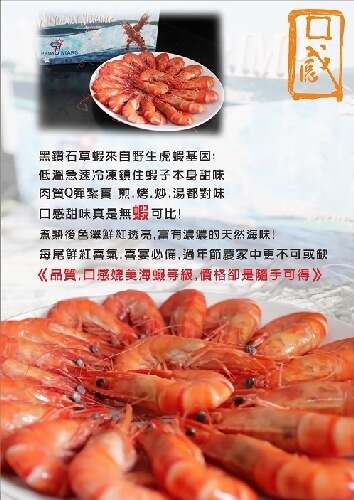 口感
黑鑽石草蝦來自野生虎蝦基因!
低溫急速冷凍鎖住蝦子本身甜味
肉質Q彈紮實 煎.烤.炒.湯都對味
口感甜味真是無蝦可比!
煮熟後色澤鮮紅透亮,富有濃濃的天然海味!
每尾鮮紅喜氣,喜宴必備,過年節慶家中更不可或缺
《品質,口感媲美海蝦等級,價格卻是隨手可得》